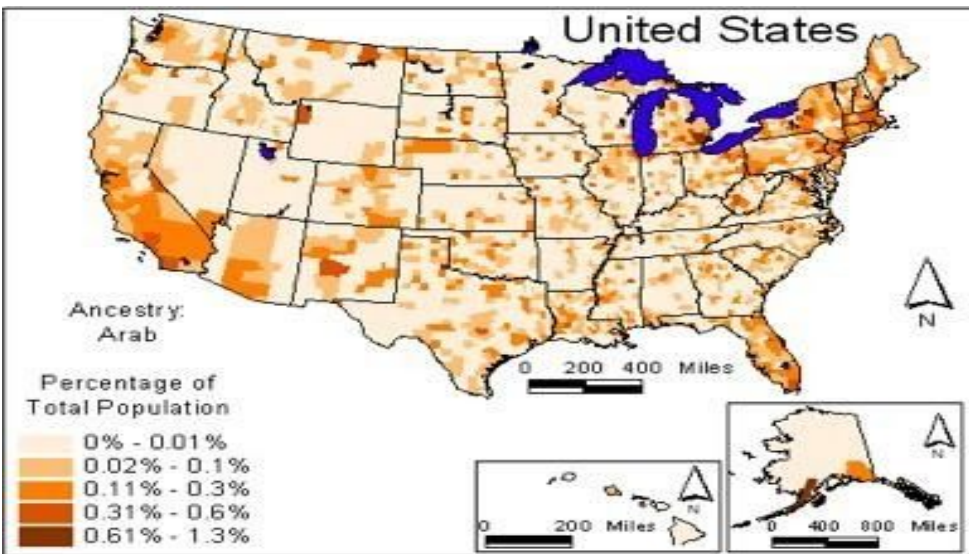 United States
N
Ancestry:
Arab
0 200 400 Miles
Percentage of
Total Population
0% - 0.01%
0.02% - 0.1%
0.11% - 0.3%
0.31% - 0.6%
0.61% - 1.3%
N
0 200 Miles
N
0 400 800 Miles